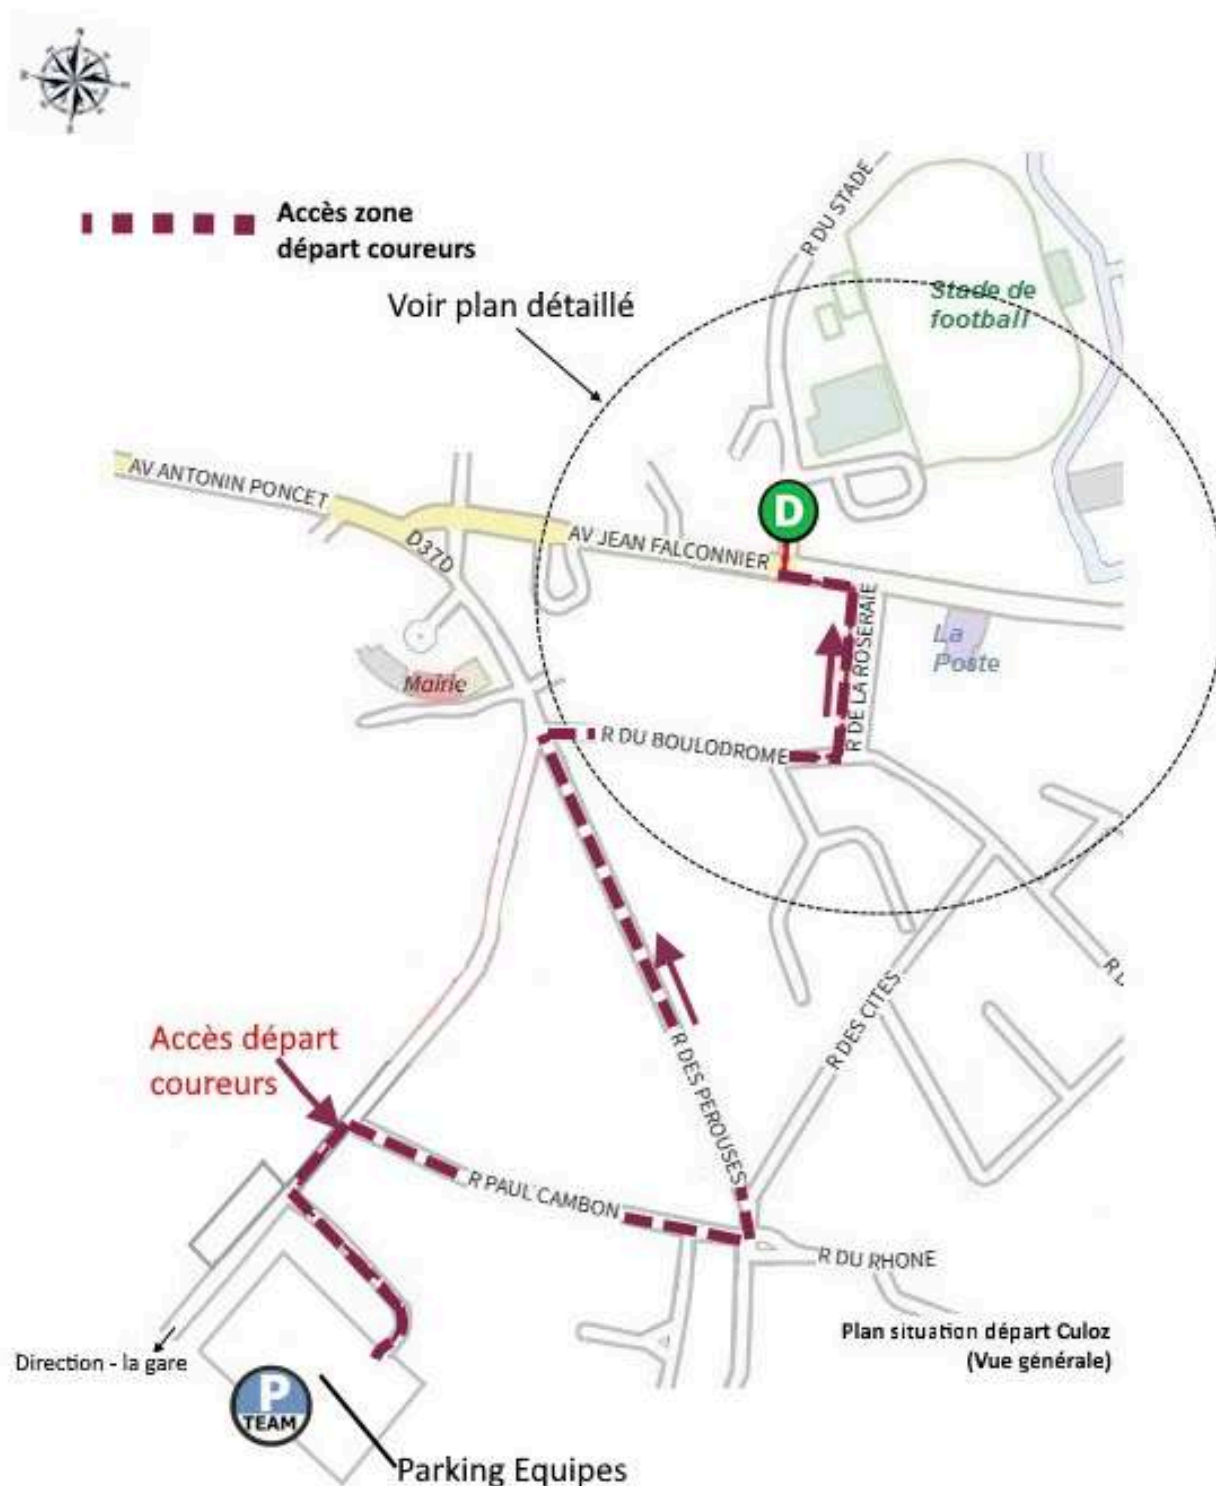 Accès zone
départ coureurs
R DU STADE
Voir plan détaillé
Stade de
football
AV ANTONIN PONCET
D37D
AV JEAN FALCONNIER
D
R DE LA ROSERAIE
La
Poste
Mairie
R DU BOULODROME
R DES CITES
R D
Accès départ
coureurs
R DES PEROUSES
R PAUL CAMBON
R DU RHONE
Direction - la gare
Plan situation départ Culoz
(Vue générale)
P
TEAM
Parking Equipes